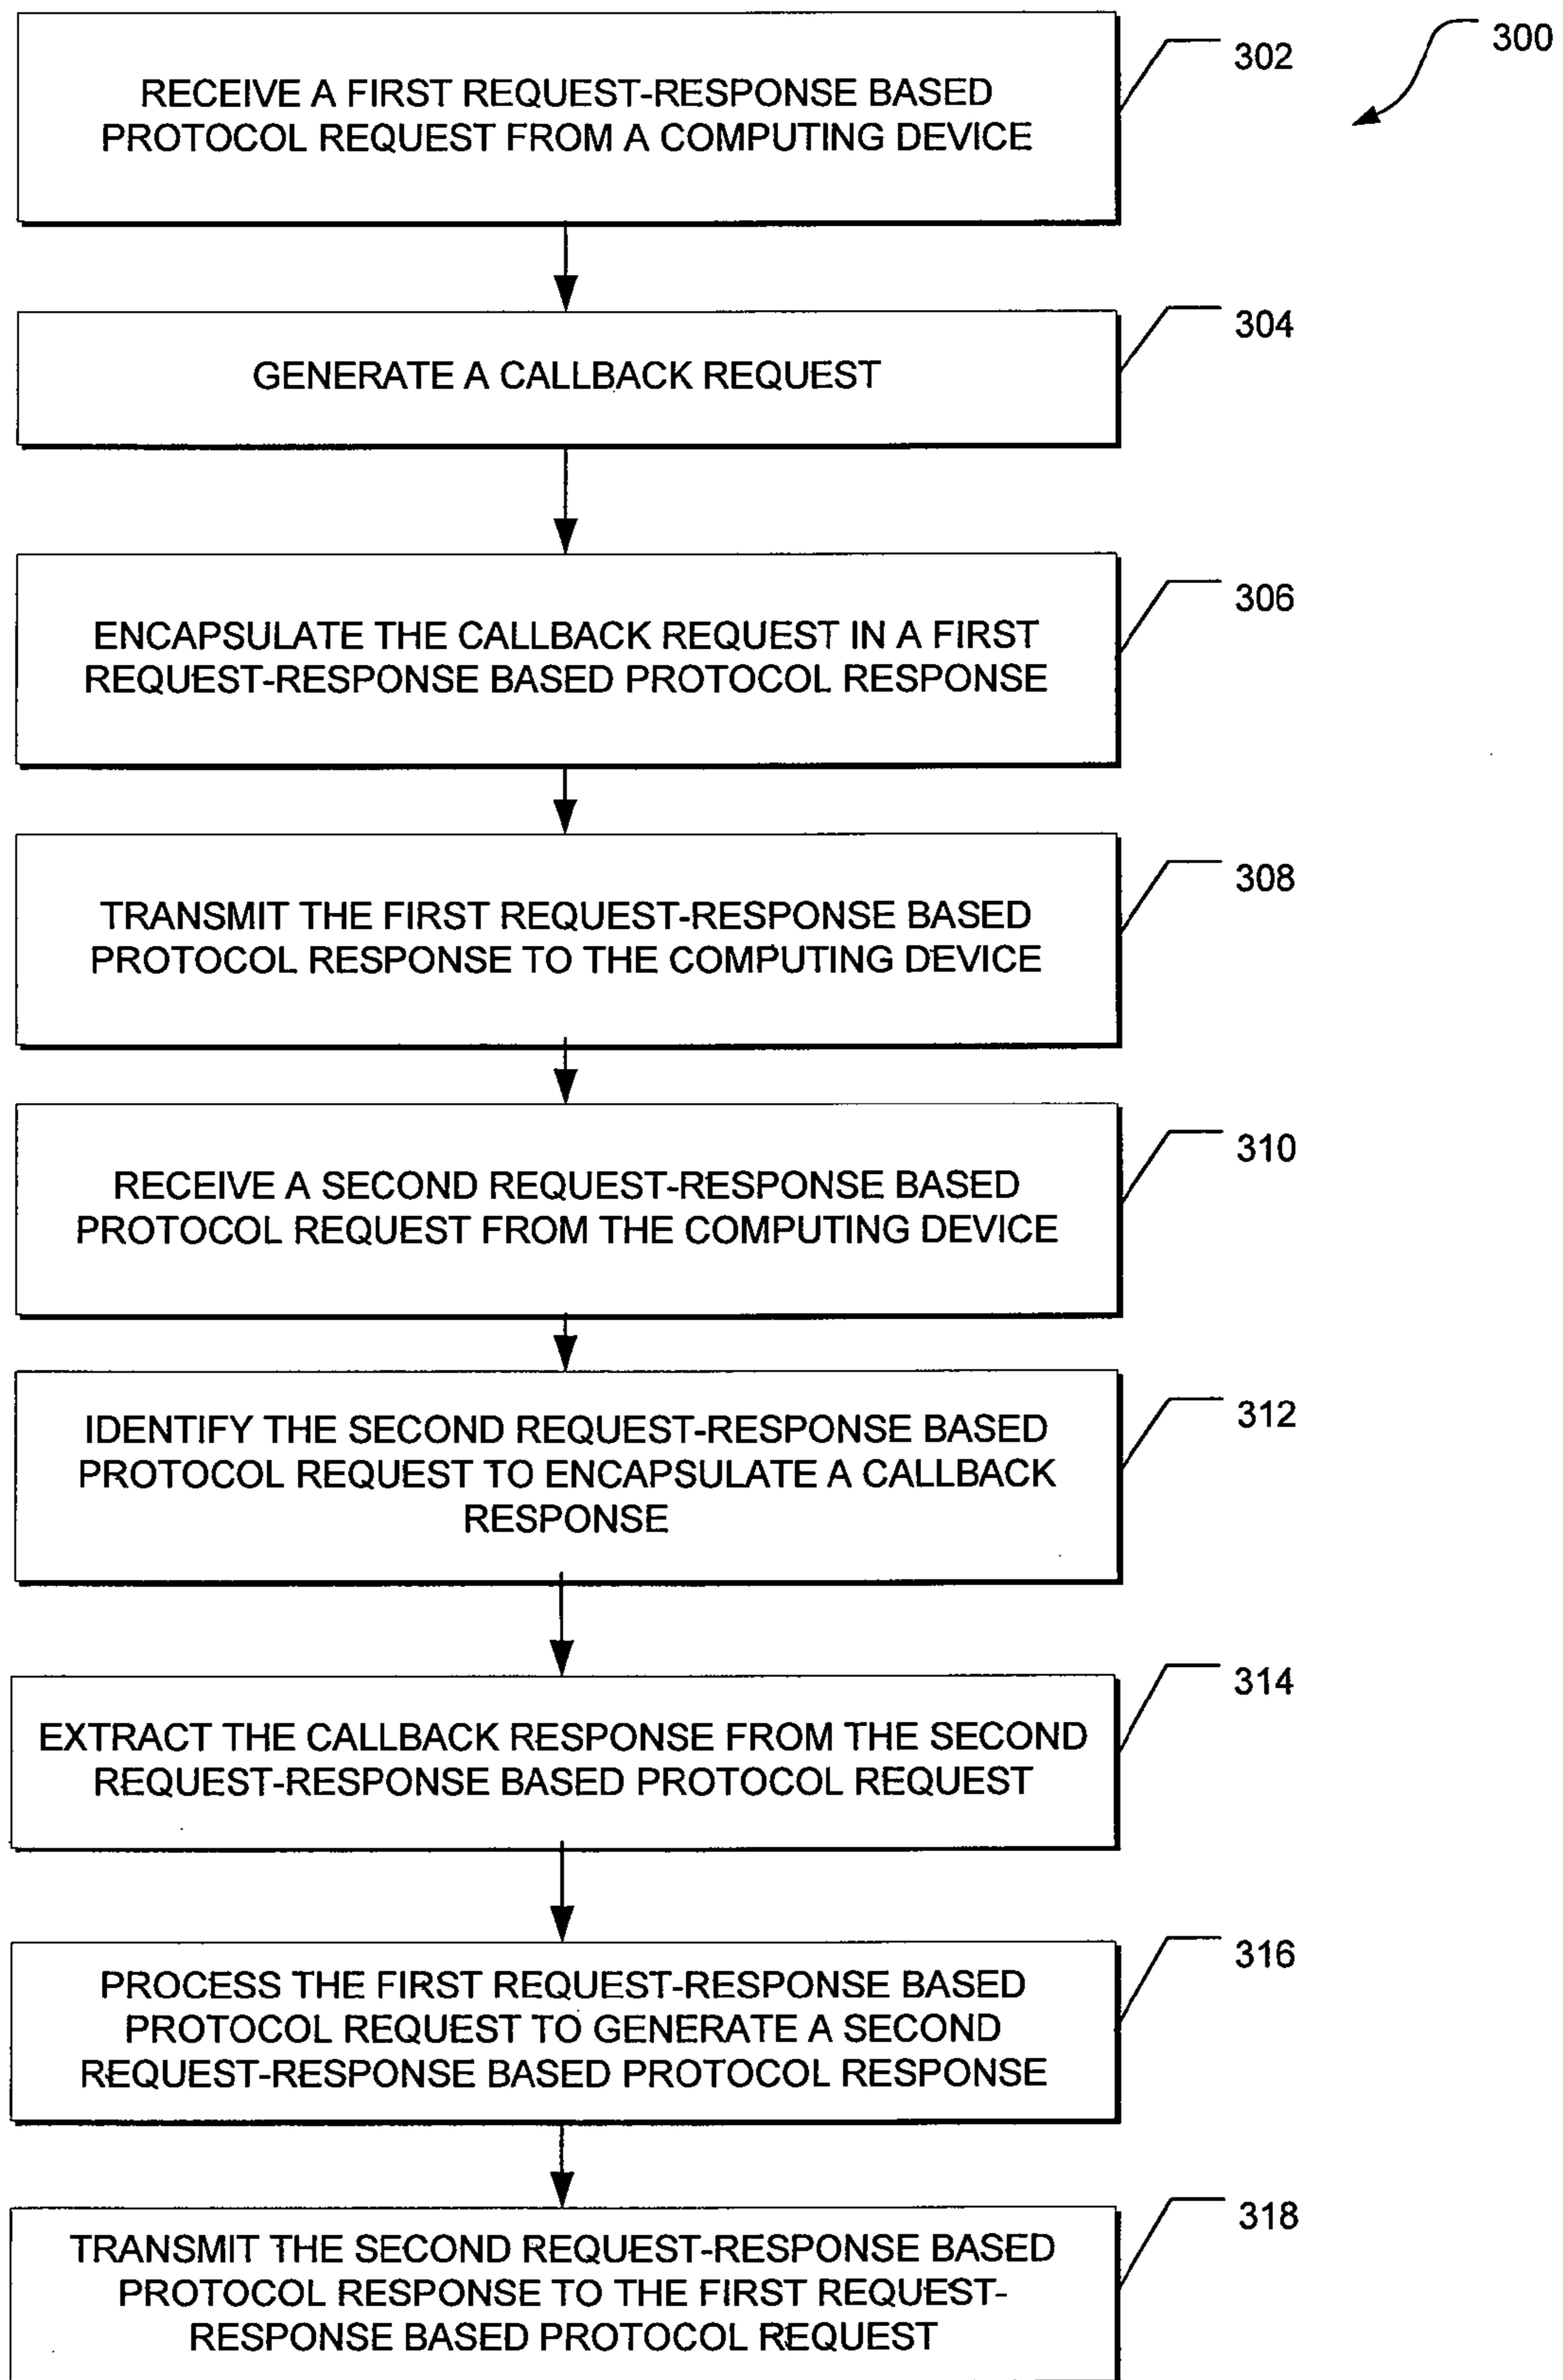 300
302
RECEIVE A FIRST REQUEST-RESPONSE BASED
PROTOCOL REQUEST FROM A COMPUTING DEVICE
304
GENERATE A CALLBACK REQUEST
306
ENCAPSULATE THE CALLBACK REQUEST IN A FIRST
REQUEST-RESPONSE BASED PROTOCOL RESPONSE
308
TRANSMIT THE FIRST REQUEST-RESPONSE BASED
PROTOCOL RESPONSE TO THE COMPUTING DEVICE
310
RECEIVE A SECOND REQUEST-RESPONSE BASED
PROTOCOL REQUEST FROM THE COMPUTING DEVICE
312
IDENTIFY THE SECOND REQUEST-RESPONSE BASED
PROTOCOL REQUEST TO ENCAPSULATE A CALLBACK
RESPONSE
314
EXTRACT THE CALLBACK RESPONSE FROM THE SECOND
REQUEST-RESPONSE BASED PROTOCOL REQUEST
316
PROCESS THE FIRST REQUEST-RESPONSE BASED
PROTOCOL REQUEST TO GENERATE A SECOND
REQUEST-RESPONSE BASED PROTOCOL RESPONSE
318
TRANSMIT THE SECOND REQUEST-RESPONSE BASED
PROTOCOL RESPONSE TO THE FIRST REQUEST-
RESPONSE BASED PROTOCOL REQUEST